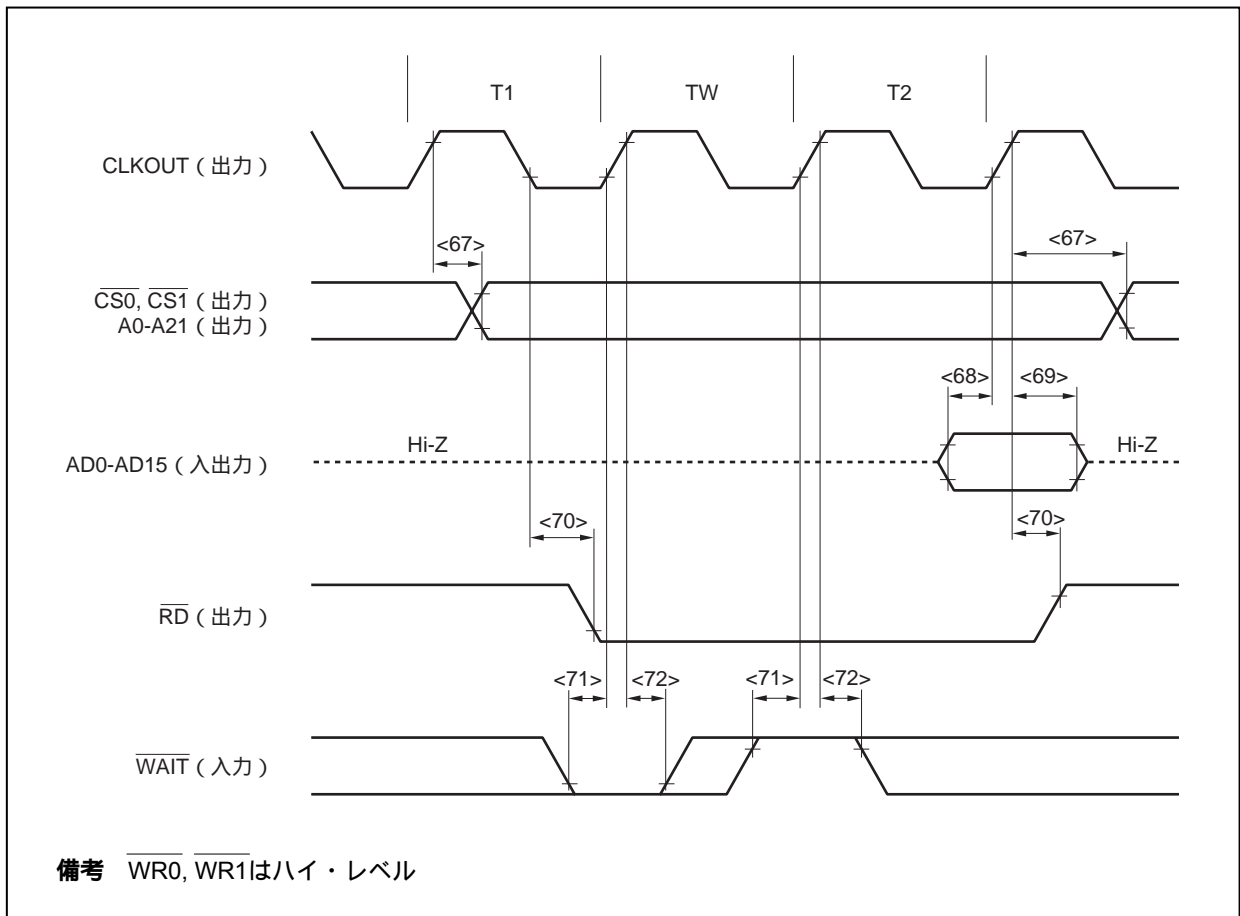 T1 TW T2
CLKOUT（出力）
<67> <67>
CS0, CS1（出力）
A0-A21（出力）
<68> <69>
AD0-AD15（入出力） Hi-Z Hi-Z
<70> <70>
RD（出力）
<71> <72> <71> <72>
WAIT（入力）
備考 WR0, WR1はハイ・レベル